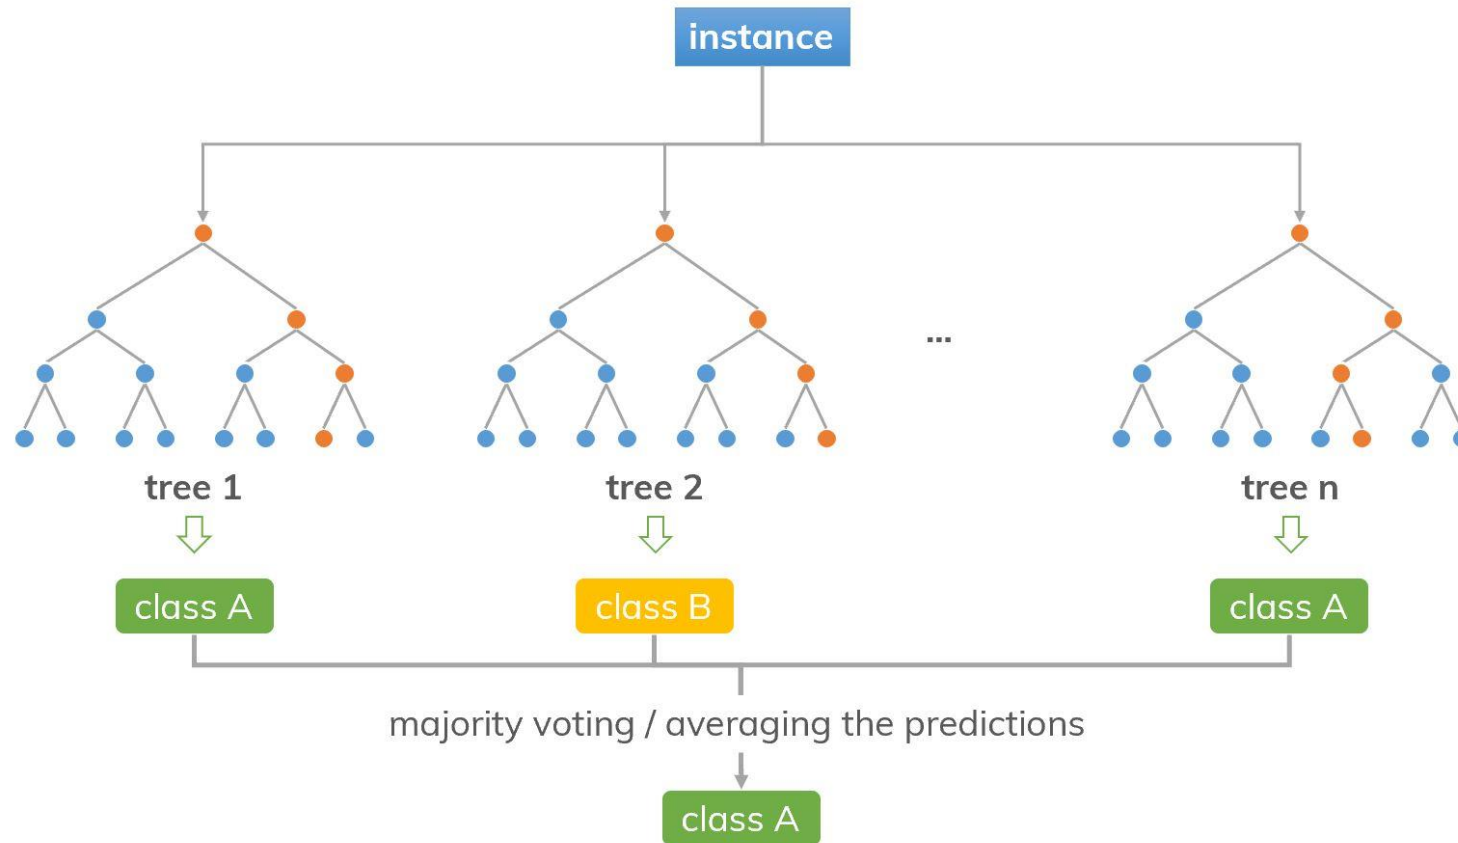 instance
...
tree 1
tree 2
tree n
class A
class B
class A
majority voting / averaging the predictions
class A